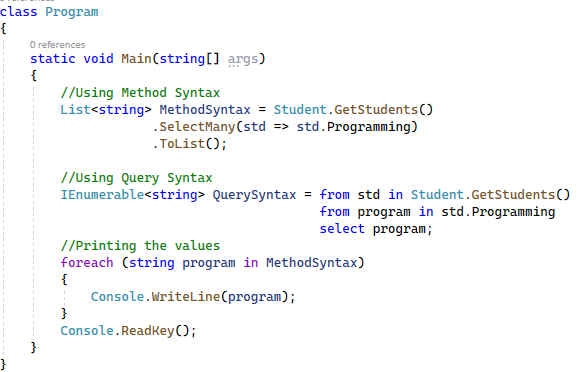 class Program
{
0 references
static void Main(string[] args)
{
//Using Method Syntax
List<string> MethodSyntax = Student.GetStudents()
.SelectMany(std => std.Programming)
.ToList();
//Using Query Syntax
IEnumerable<string> QuerySyntax = from std in Student.GetStudents()
from program in std.Programming
select program;
//Printing the values
foreach (string program in MethodSyntax)
{
Console.WriteLine(program);
}
Console.ReadKey();
}
}